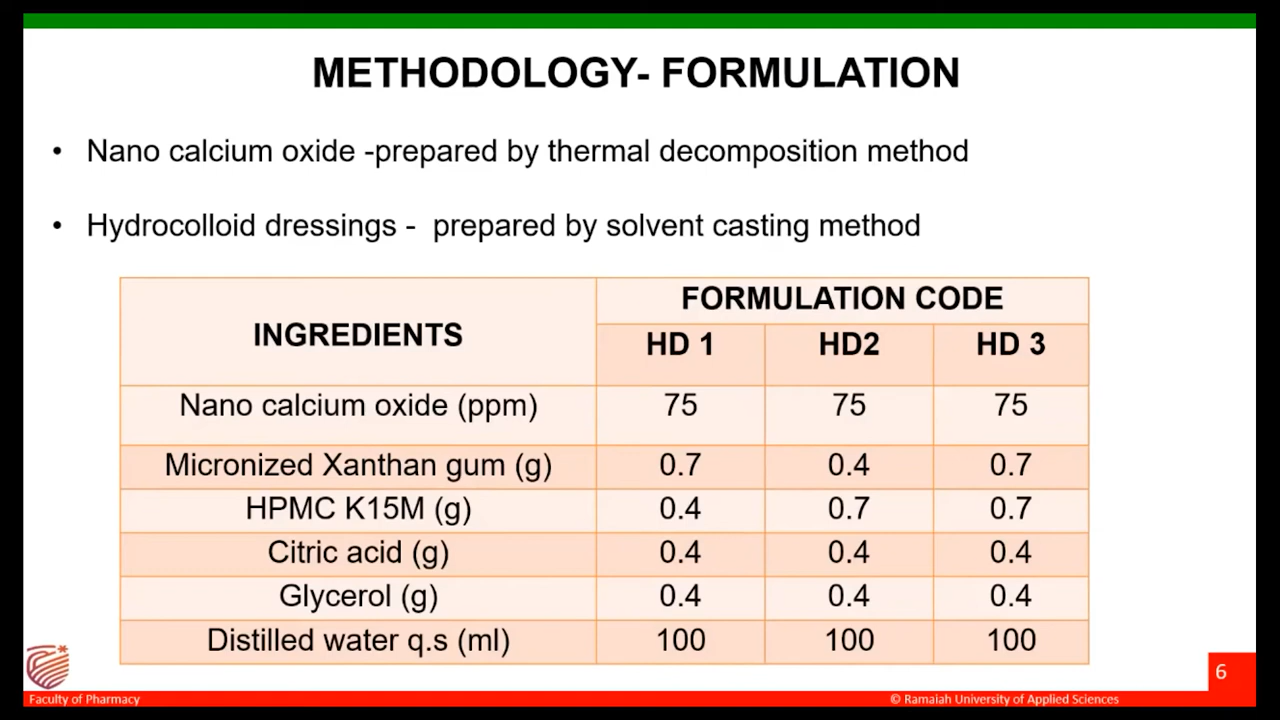 METHODOLOGY- FORMULATION
• Nano calcium oxide -prepared by thermal decomposition method
• Hydrocolloid dressings - prepared by solvent casting method
INGREDIENTS FORMULATION CODE
HD 1 HD2 HD 3
Nano calcium oxide (ppm) 75 75 75
Micronized Xanthan gum (g) 0.7 0.4 0.7
HPMC K15M (g) 0.4 0.7 0.7
Citric acid (g) 0.4 0.4 0.4
Glycerol (g) 0.4 0.4 0.4
Distilled water q.s (ml) 100 100 100
6
Faculty of Pharmacy © Ramaiah University of Applied Sciences